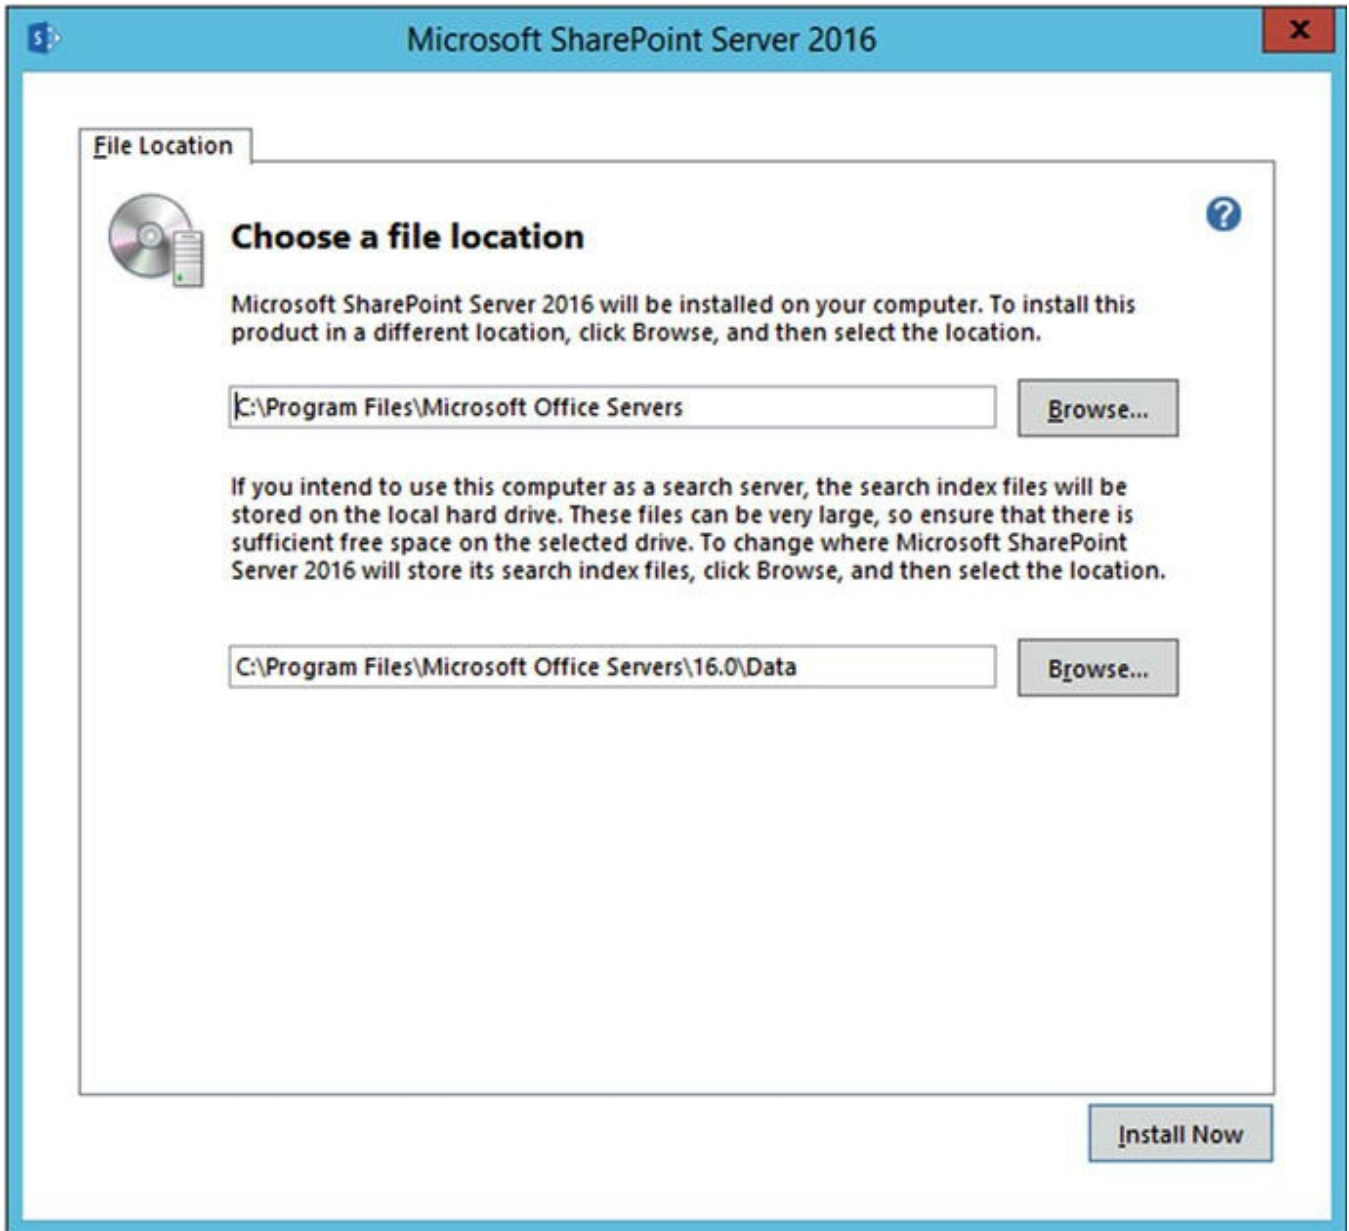 Microsoft SharePoint Server 2016
File Location
Choose a file location
Microsoft SharePoint Server 2016 will be installed on your computer. To install this
product in a different location, click Browse, and then select the location.
C:\Program Files\Microsoft Office Servers
Browse...
If you intend to use this computer as a search server, the search index files will be
stored on the local hard drive. These files can be very large, so ensure that there is
sufficient free space on the selected drive. To change where Microsoft SharePoint
Server 2016 will store its search index files, click Browse, and then select the location.
C:\Program Files\Microsoft Office Servers\16.0\Data
Browse...
Install Now